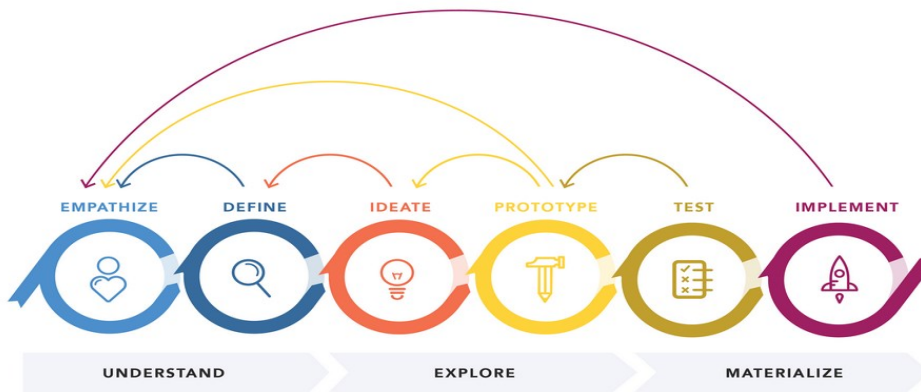 EMPATHIZE DEFINE IDEATE PROTOTYPE TEST IMPLEMENT
UNDERSTAND EXPLORE MATERIALIZE